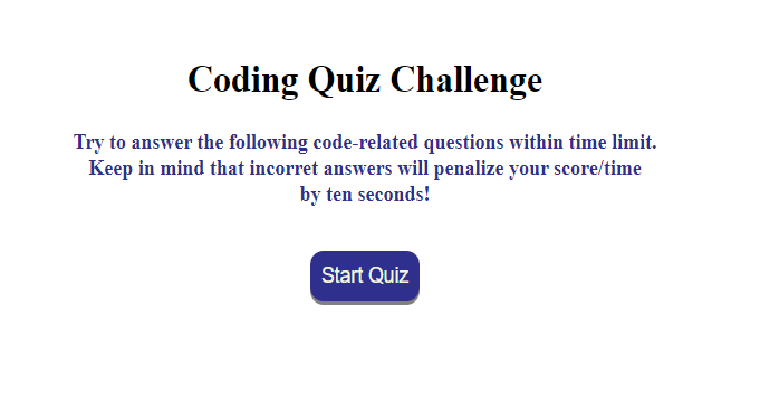 Coding Quiz Challenge
Try to answer the following code-related questions within time limit.
Keep in mind that incorret answers will penalize your score/time
by ten seconds!
Start Quiz